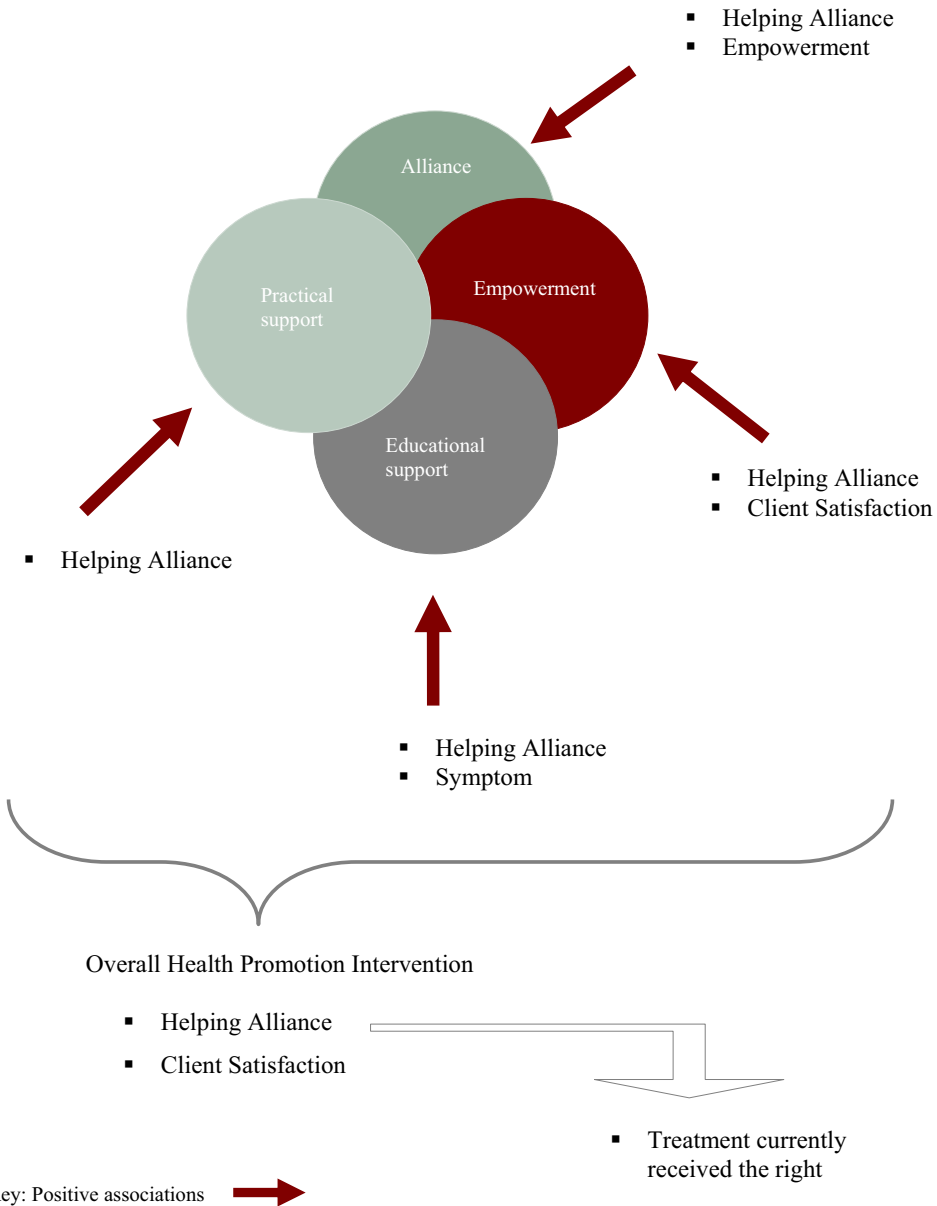 ▪ Helping Alliance
▪ Empowerment
Alliance
Practical
support
Empowerment
Educational
support
▪ Helping Alliance
▪ Client Satisfaction
▪ Helping Alliance
▪ Helping Alliance
▪ Symptom
Overall Health Promotion Intervention
▪ Helping Alliance
▪ Client Satisfaction
▪ Treatment currently
received the right
ey: Positive associations